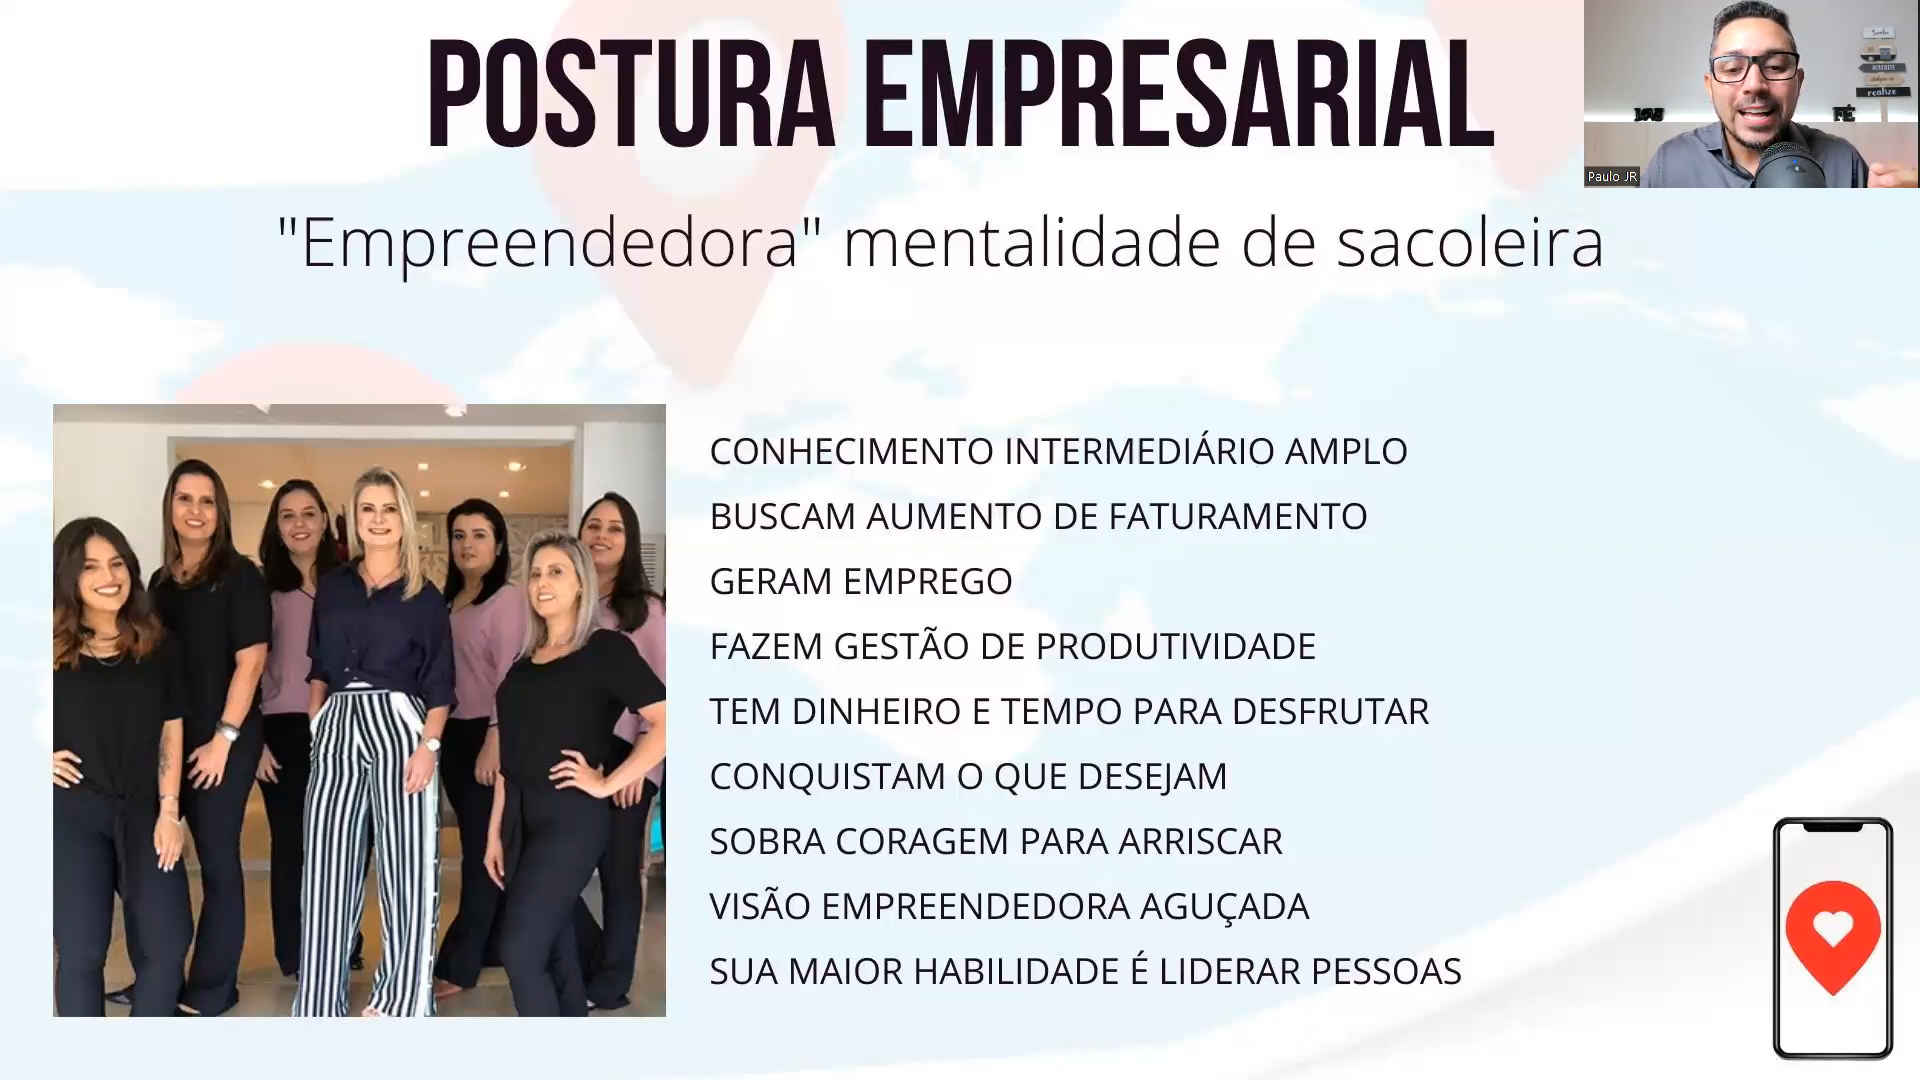 POSTURA EMPRESARIAL
"Empreendedora" mentalidade de sacoleira
CONHECIMENTO INTERMEDIÁRIO AMPLO
BUSCAM AUMENTO DE FATURAMENTO
GERAM EMPREGO
FAZEM GESTÃO DE PRODUTIVIDADE
TEM DINHEIRO E TEMPO PARA DESFRUTAR
CONQUISTAM O QUE DESEJAM
SOBRA CORAGEM PARA ARRISCAR
VISÃO EMPREENDEDORA AGUÇADA
SUA MAIOR HABILIDADE É LIDERAR PESSOAS
Paulo JR
FÉ
Sonhe
ACREDITE
realize